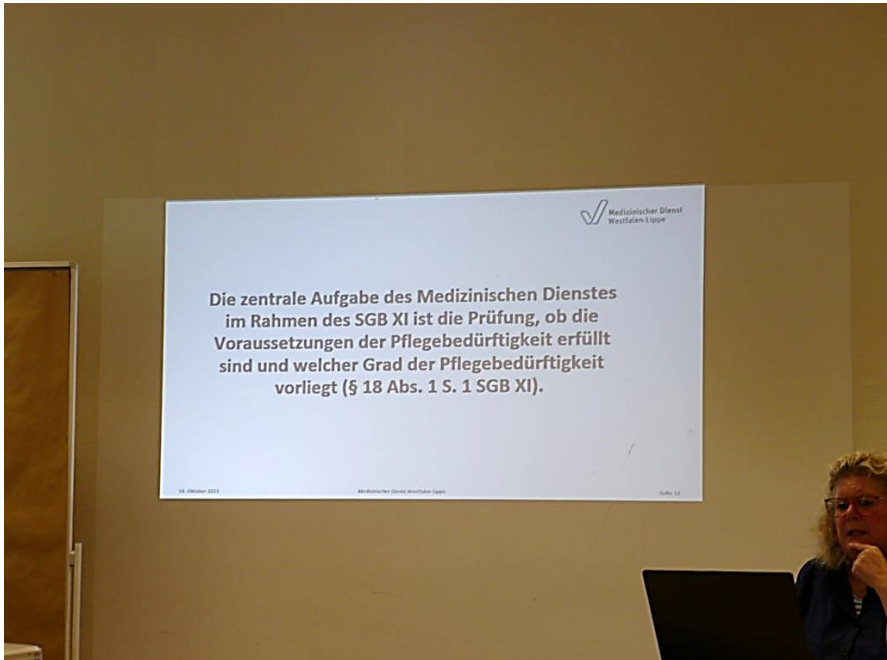 Medizinischer Dienst
Westfalen-Lippe
Die zentrale Aufgabe des Medizinischen Dienstes
im Rahmen des SGB XI ist die Prüfung, ob die
Voraussetzungen der Pflegebedürftigkeit erfüllt
sind und welcher Grad der Pflegebedürftigkeit
vorliegt (§ 18 Abs. 1 S. 1 SGB XI).
Oktober
Medizinischer Dienst Westfalen-Lippe
Seite